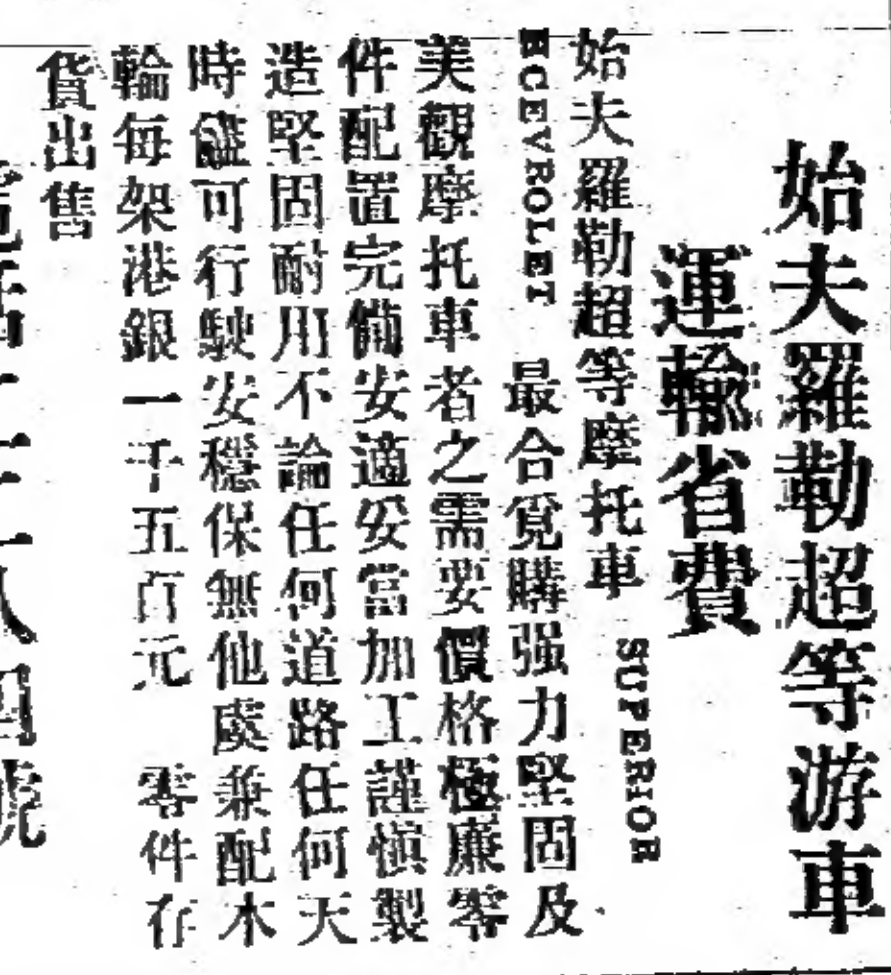 始夫羅勒超等游車
運輸省費
始夫羅勒超等摩托車 SUPERIOR
HCEVROLET 最合覓購强力堅固及
美觀摩托車者之需要價格極廉零
件配置完備安適妥當加工謹愼製
造堅固耐用不論任何道路任何天
時儘可行駛安穩保無他虞兼配木
輪每架港銀一千五百元 零件存
貨出售